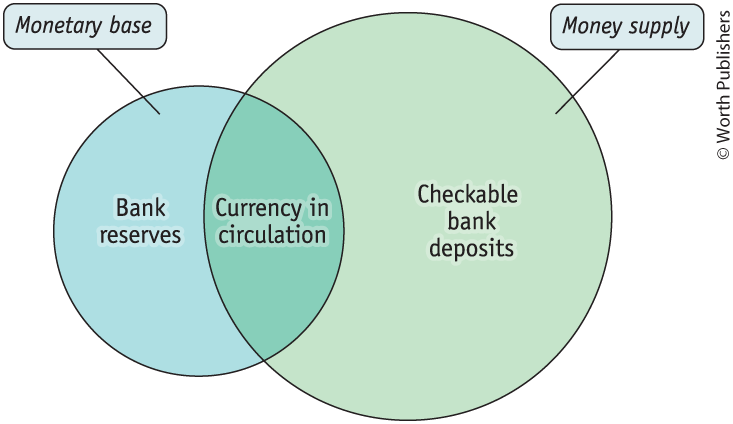 Monetary base
Money supply
Bank
reserves
Currency in
circulation
Checkable
bank
deposits
© Worth Publishers